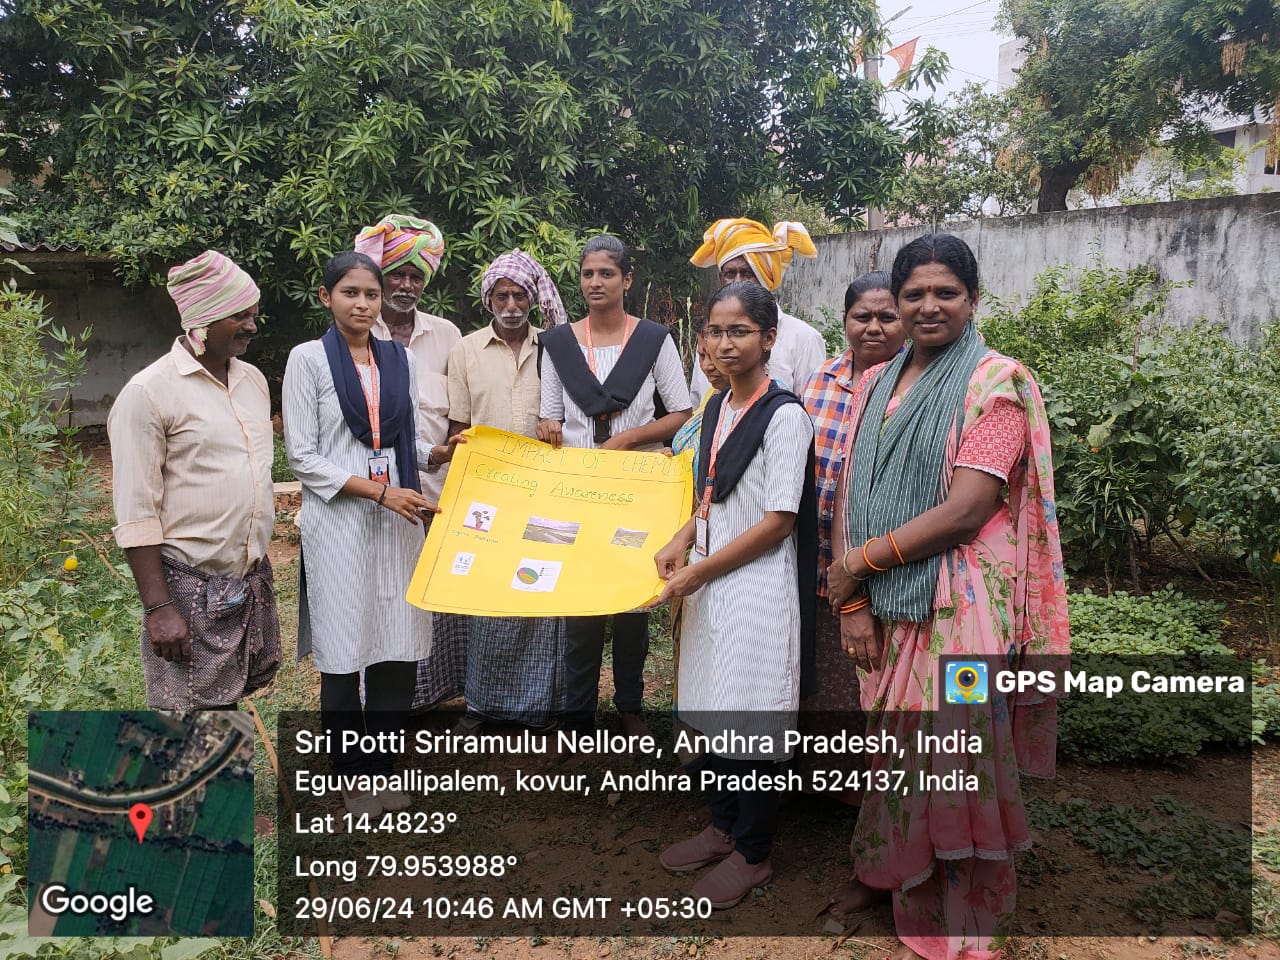 IMPACT OF CHEMIC
Creating Awareness
GPS Map Camera
Sri Potti Sriramulu Nellore, Andhra Pradesh, India
Eguvapallipalem, kovur, Andhra Pradesh 524137, India
Lat 14.4823°
Long 79.953988°
29/06/24 10:46 AM GMT +05:30
Google